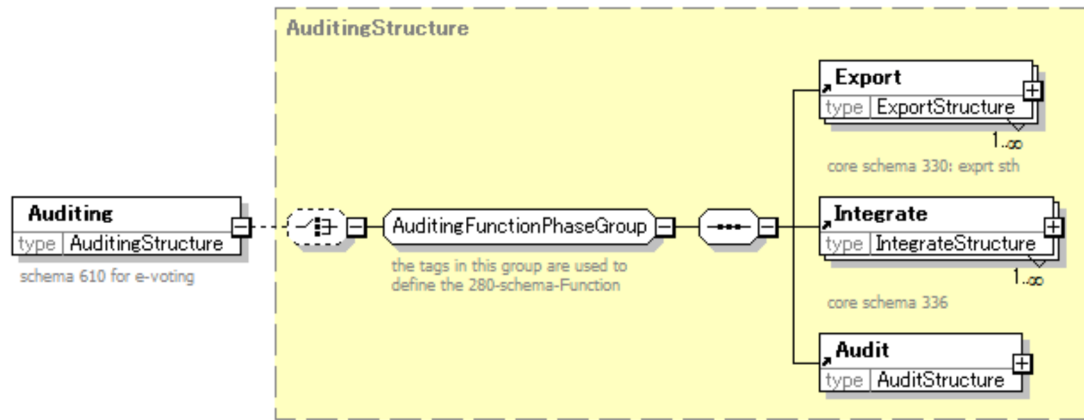 AuditingStructure
Export
type ExportStructure
1..∞
core schema 330: exprt sth
Auditing
type AuditingStructure
schema 610 for e-voting
AuditingFunctionPhaseGroup
the tags in this group are used to
define the 280-schema-Function
Integrate
type IntegrateStructure
1..∞
core schema 336
Audit
type AuditStructure